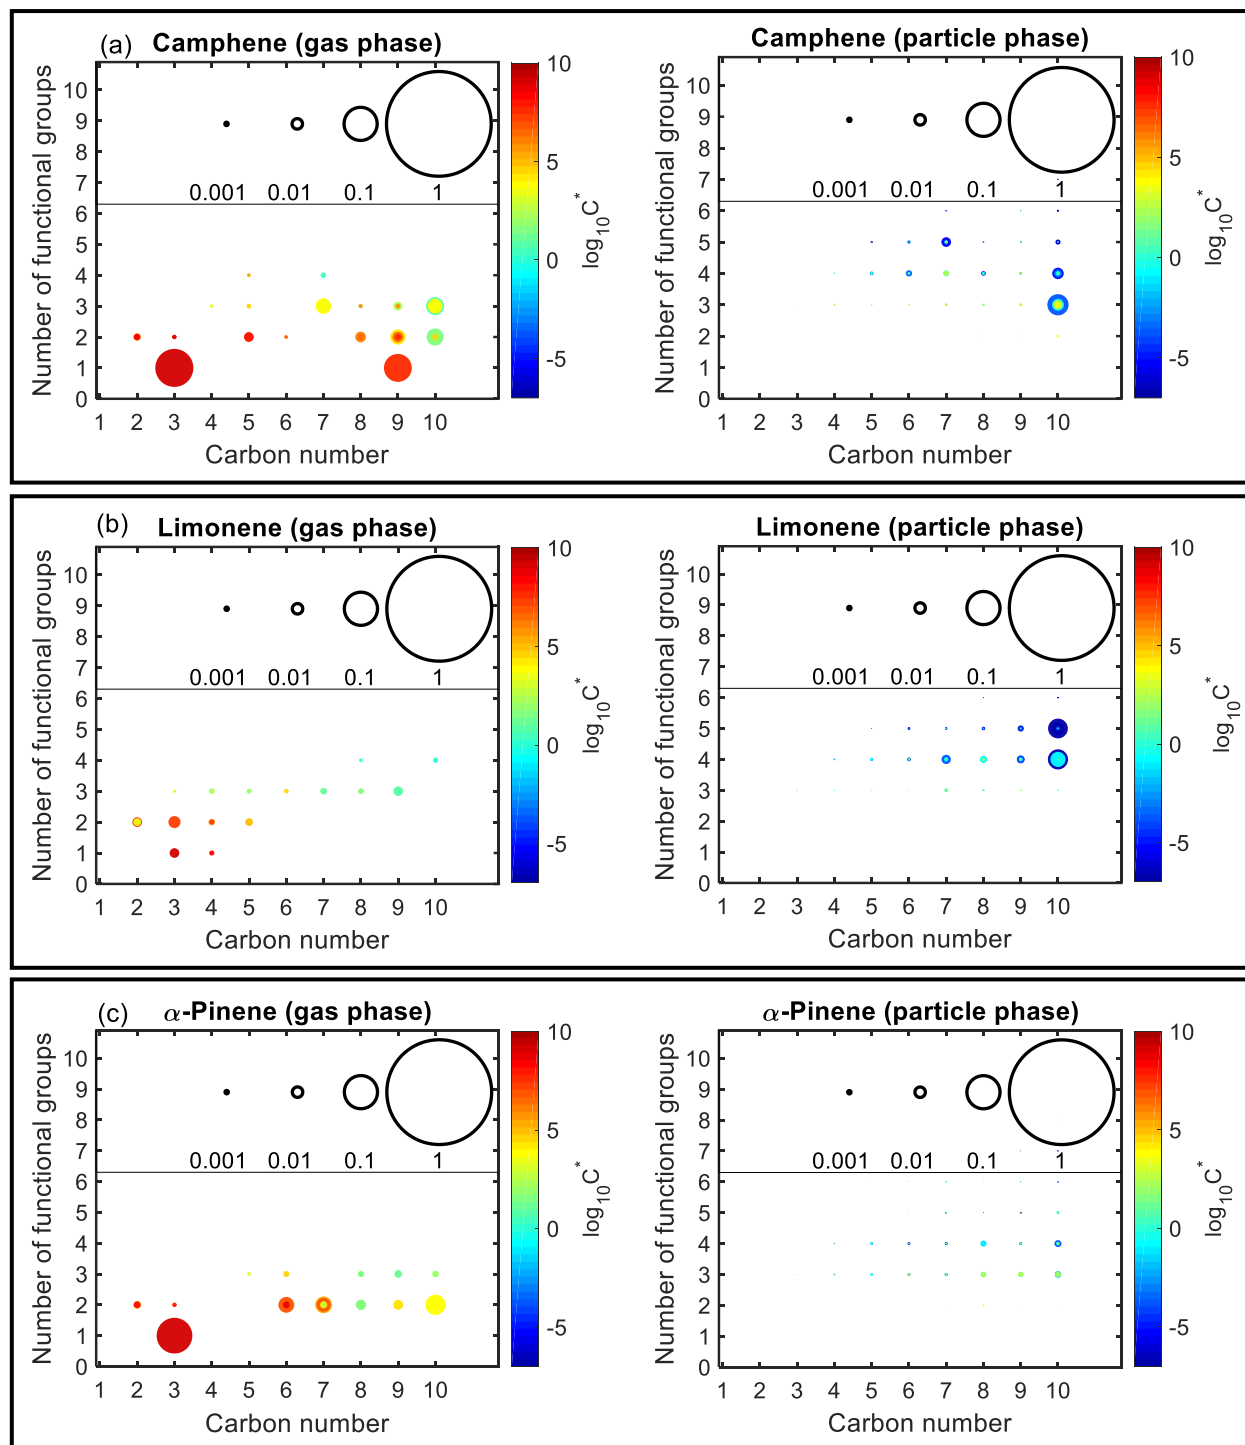 (a) Camphene (gas phase)
10
9
8
7
6
5
4
3
2
1
0
Number of functional groups
0.001 0.01 0.1 1
1 2 3 4 5 6 7 8 9 10
Carbon number
10
5
0
-5
log10C*
Camphene (particle phase)
10
9
8
7
6
5
4
3
2
1
0
Number of functional groups
0.001 0.01 0.1 1
1 2 3 4 5 6 7 8 9 10
Carbon number
10
5
0
-5
log10C*
(b) Limonene (gas phase)
10
9
8
7
6
5
4
3
2
1
0
Number of functional groups
0.001 0.01 0.1 1
1 2 3 4 5 6 7 8 9 10
Carbon number
10
5
0
-5
log10C*
Limonene (particle phase)
10
9
8
7
6
5
4
3
2
1
0
Number of functional groups
0.001 0.01 0.1 1
1 2 3 4 5 6 7 8 9 10
Carbon number
10
5
0
-5
log10C*
(c) α-Pinene (gas phase)
10
9
8
7
6
5
4
3
2
1
0
Number of functional groups
0.001 0.01 0.1 1
1 2 3 4 5 6 7 8 9 10
Carbon number
10
5
0
-5
log10C*
α-Pinene (particle phase)
10
9
8
7
6
5
4
3
2
1
0
Number of functional groups
0.001 0.01 0.1 1
1 2 3 4 5 6 7 8 9 10
Carbon number
10
5
0
-5
log10C*